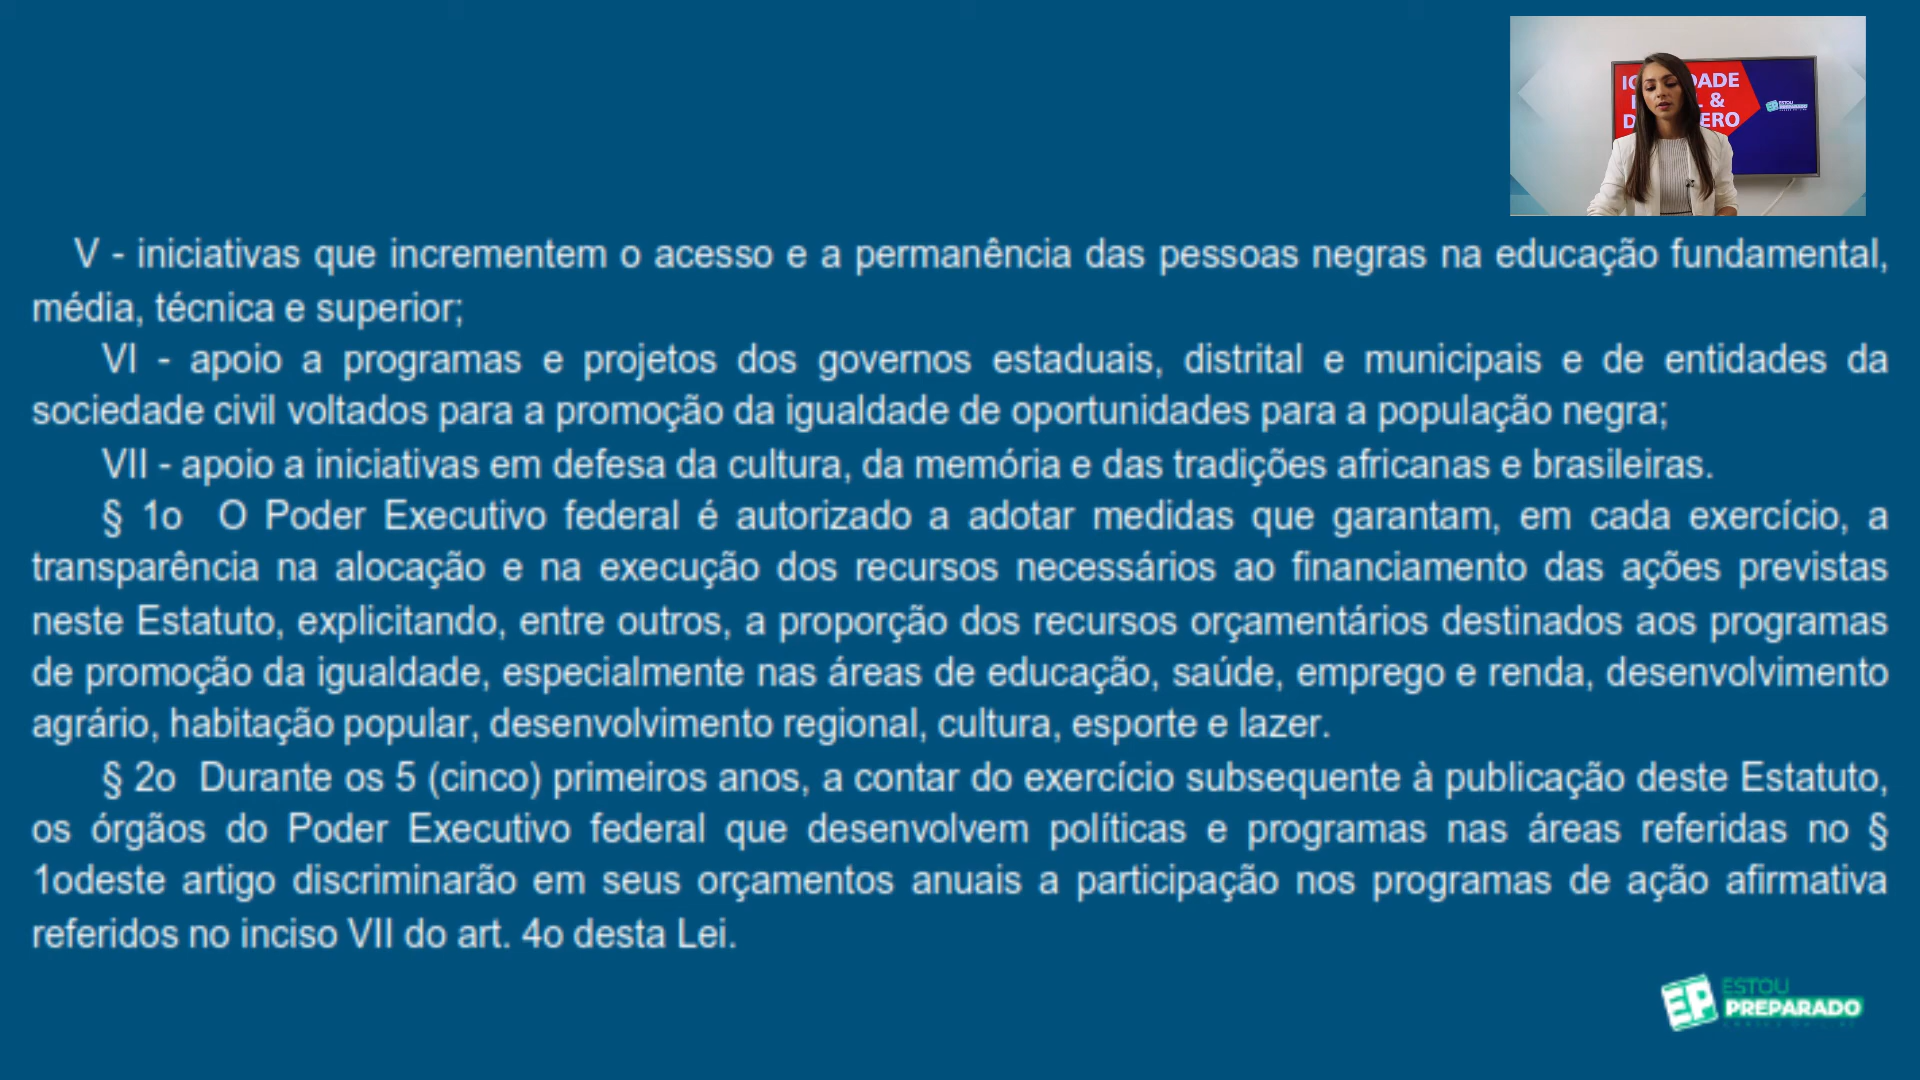 ADE
&
D ERO
ESTOU
PREPARADO
V - iniciativas que incrementem o acesso e a permanência das pessoas negras na educação fundamental,
média, técnica e superior;
VI - apoio a programas e projetos dos governos estaduais, distrital e municipais e de entidades da
sociedade civil voltados para a promoção da igualdade de oportunidades para a população negra;
VII - apoio a iniciativas em defesa da cultura, da memória e das tradições africanas e brasileiras.
§ 1o O Poder Executivo federal é autorizado a adotar medidas que garantam, em cada exercício, a
transparência na alocação e na execução dos recursos necessários ao financiamento das ações previstas
neste Estatuto, explicitando, entre outros, a proporção dos recursos orçamentários destinados aos programas
de promoção da igualdade, especialmente nas áreas de educação, saúde, emprego e renda, desenvolvimento
agrário, habitação popular, desenvolvimento regional, cultura, esporte e lazer.
§ 2o Durante os 5 (cinco) primeiros anos, a contar do exercício subsequente à publicação deste Estatuto,
os órgãos do Poder Executivo federal que desenvolvem políticas e programas nas áreas referidas no §
1odeste artigo discriminarão em seus orçamentos anuais a participação nos programas de ação afirmativa
referidos no inciso VII do art. 4o desta Lei.
EP ESTOU
PREPARADO